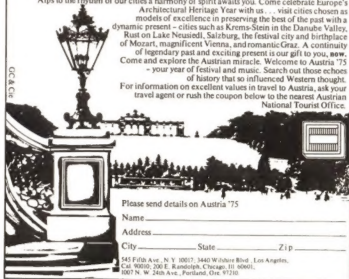 Alps to the rhythm of our cities a harmony of spirit awaits you. Come celebrate Europe's
Architectural Heritage Year with us . . . visit cities chosen as
models of excellence in preserving the best of the past with a
dynamic present – cities such as Krems-Stein in the Danube Valley,
Rust on Lake Neusiedl, Salzburg, the festival city and birthplace
of Mozart, magnificent Vienna, and romantic Graz. A continuity
of legendary past and exciting present is our gift to you, now.
Come and explore the Austrian miracle. Welcome to Austria '75
– your year of festival and music. Search out those echoes
of history that so influenced Western thought.
For information on excellent values in travel to Austria, ask your
travel agent or rush the coupon below to the nearest Austrian
National Tourist Office.
GC & Cie
Please send details on Austria '75
Name
Address
City State Zip
545 Fifth Ave., N.Y. 10017; 3440 Wilshire Blvd., Los Angeles,
Cal. 90010; 200 E. Randolph, Chicago, Ill. 60601;
1007 N. W. 24th Ave., Portland, Ore. 97210